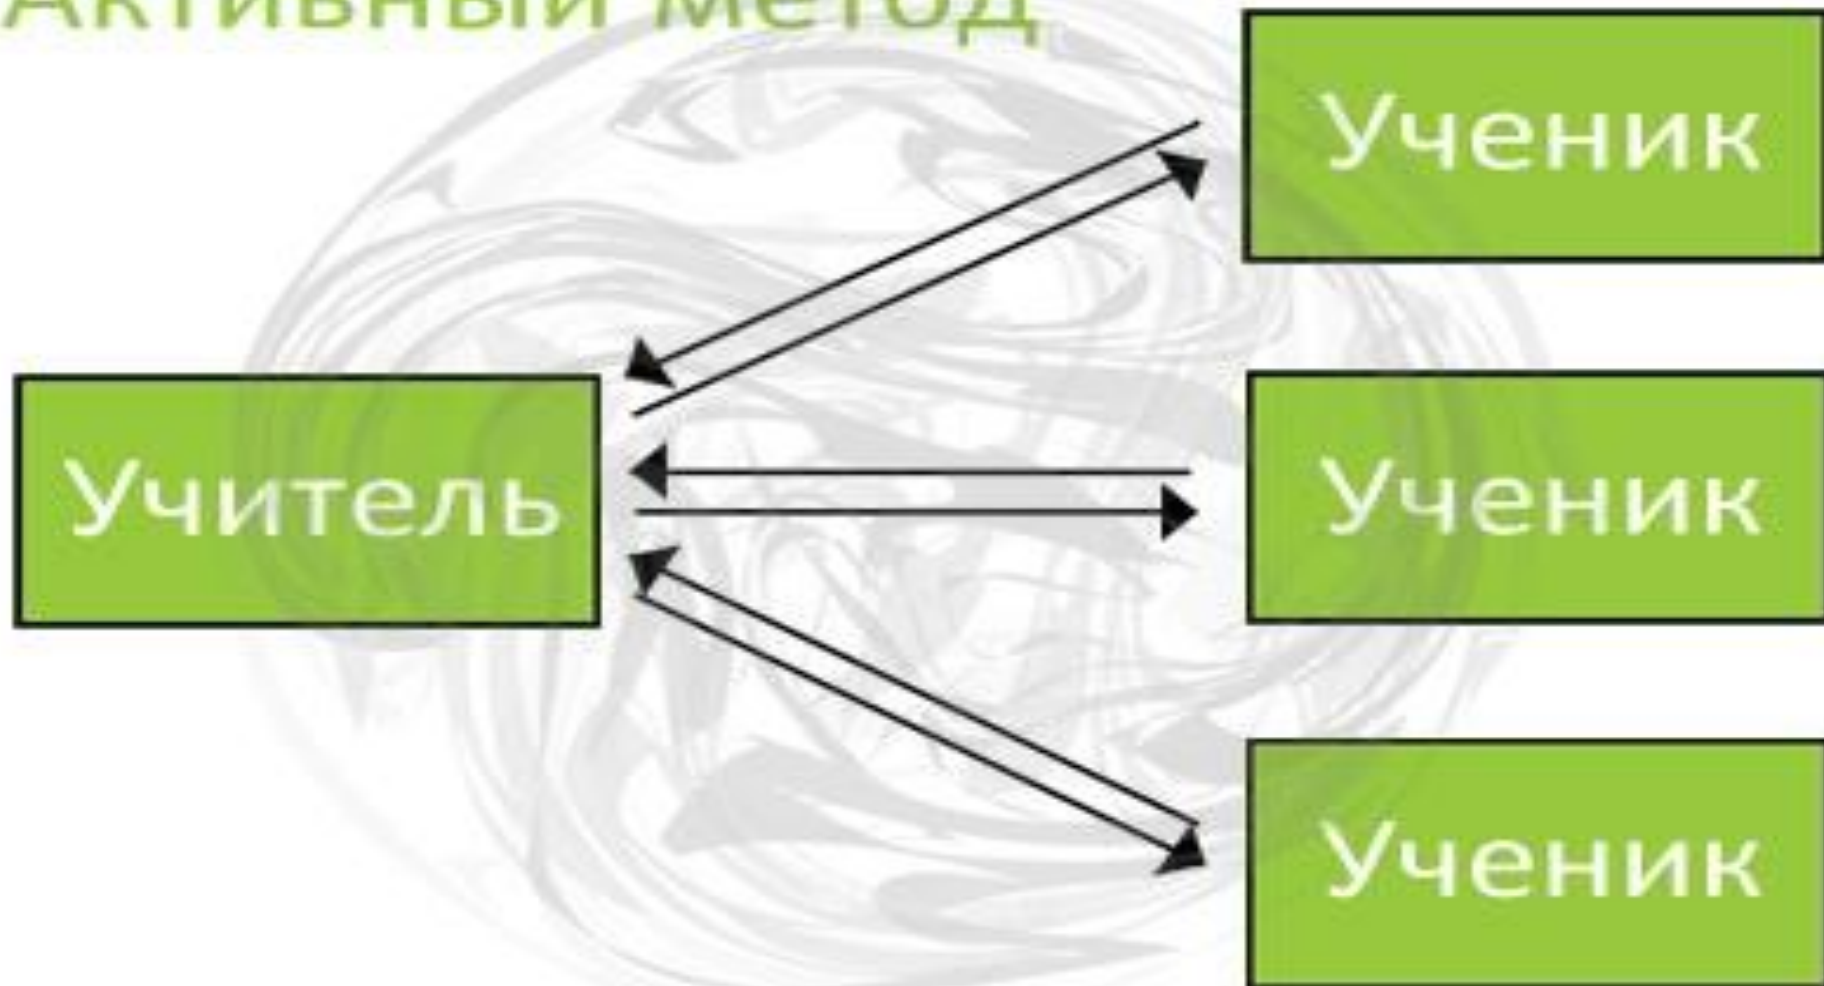 Активный метод
Ученик
Учитель
Ученик
Ученик